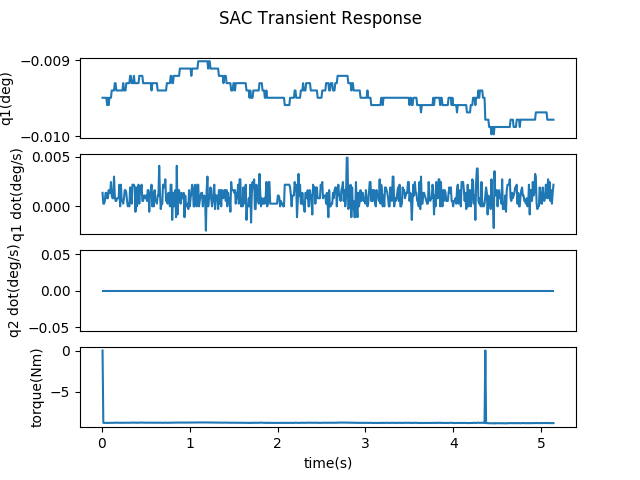 SAC Transient Response
q1(deg)
−0.009
−0.010
q1 dot(deg/s)
0.005
0.000
q2 dot(deg/s)
0.05
0.00
−0.05
torque(Nm)
0
−5
0 1 2 3 4 5
time(s)